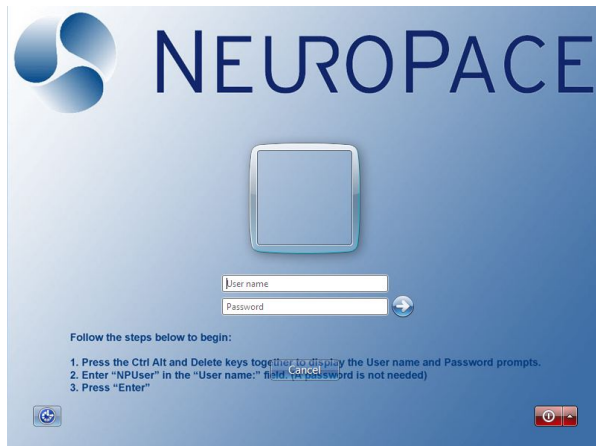 NEUROPACE
User name
Password
Follow the steps below to begin:
1. Press the Ctrl Alt and Delete keys together to display the User name and Password prompts.
2. Enter “NPUser” in the “User name:” field. (A password is not needed)
Cancel
3. Press “Enter”